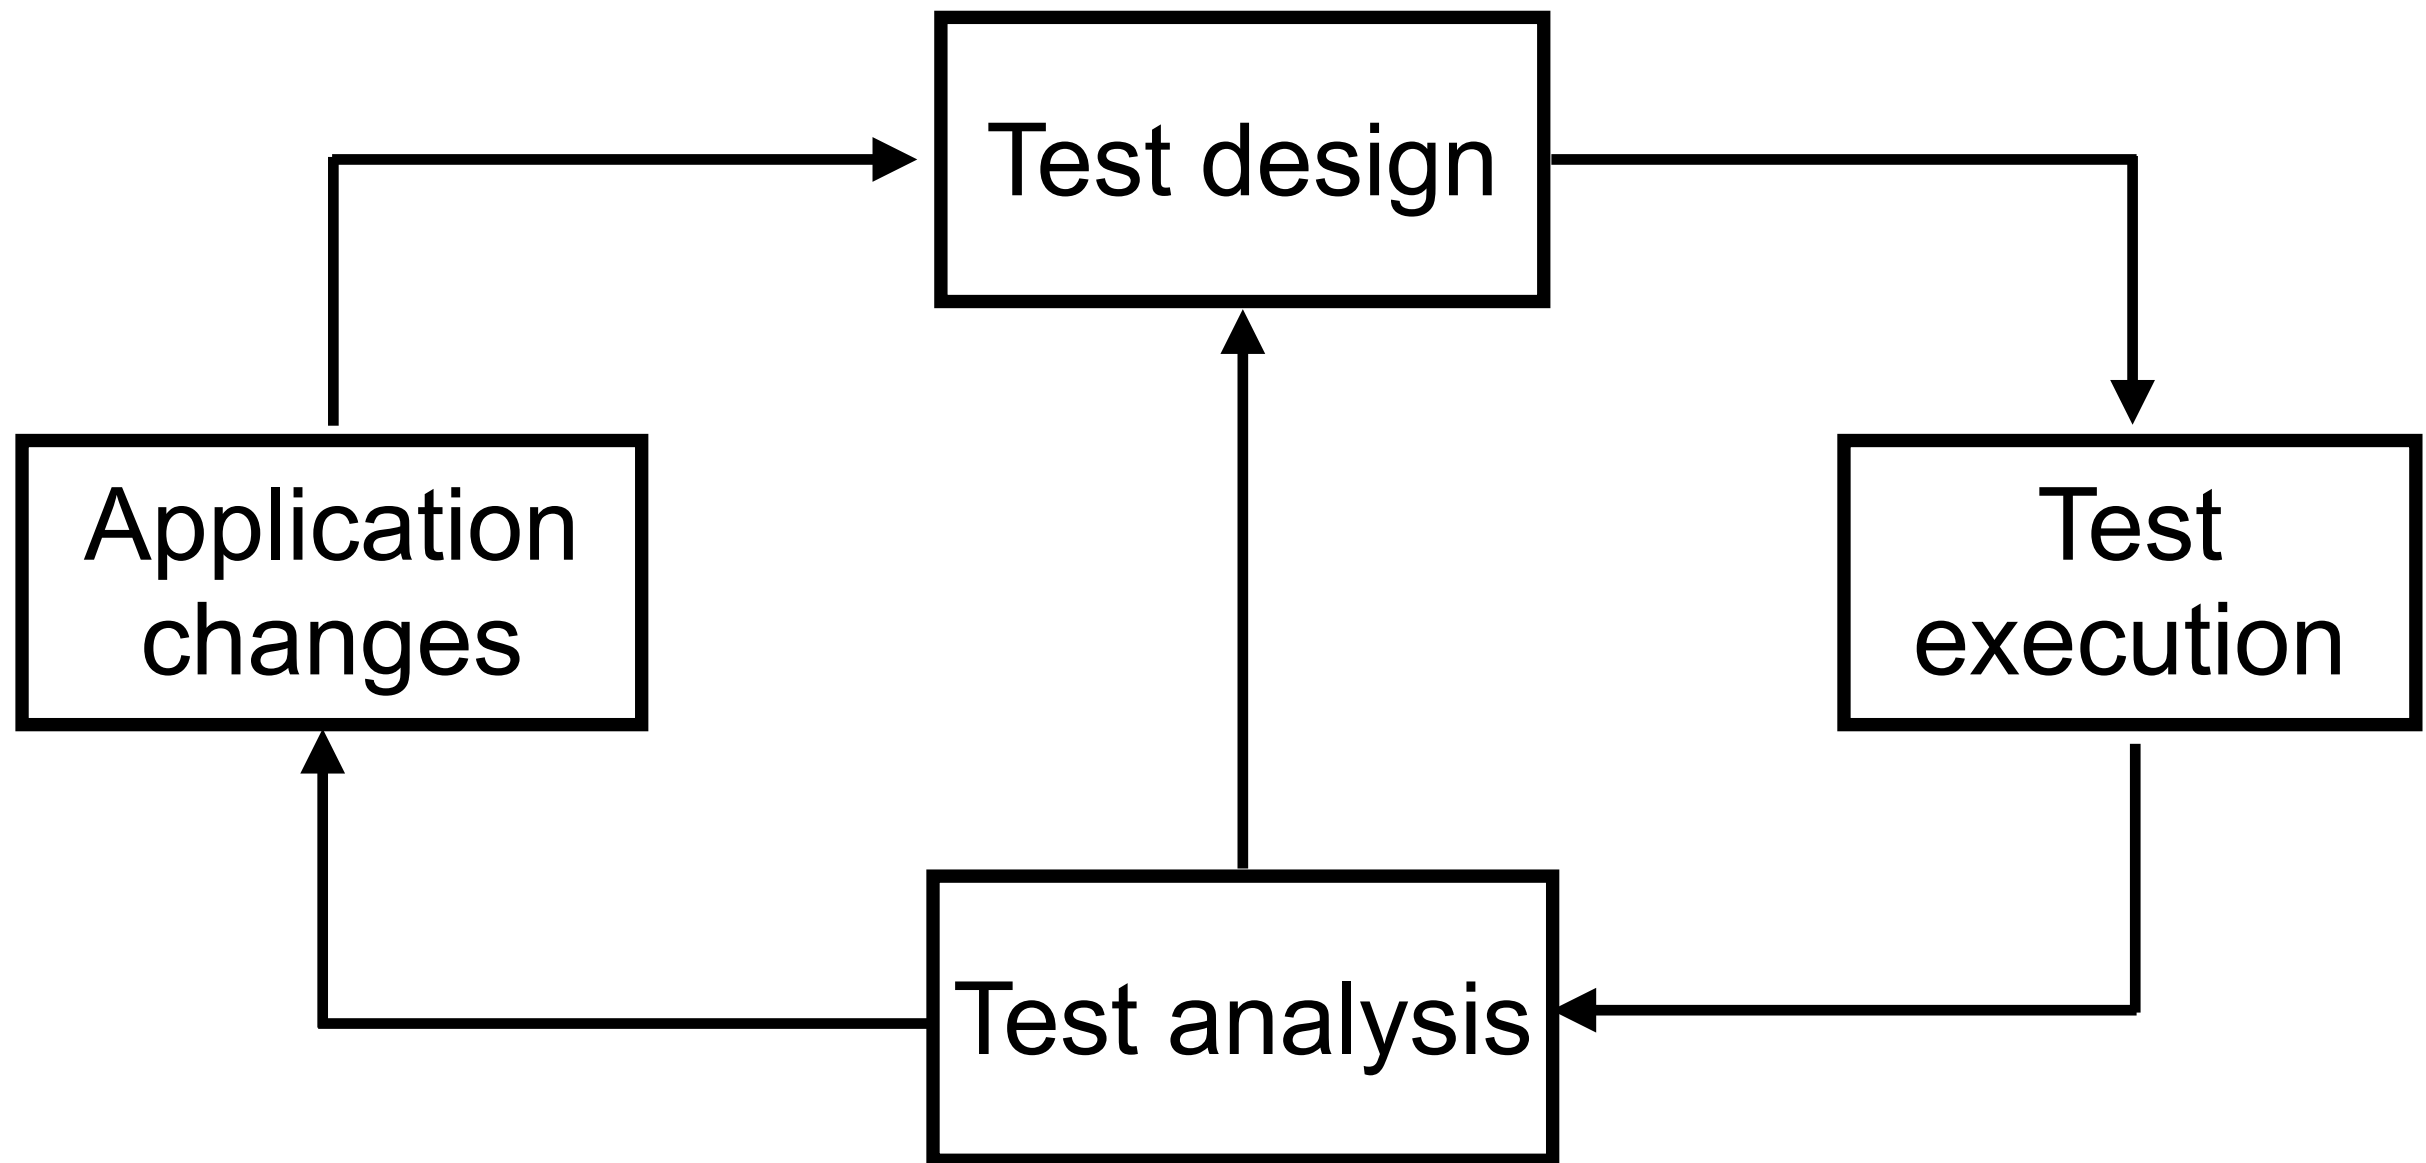 Test design
Application
changes
Test
execution
Test analysis